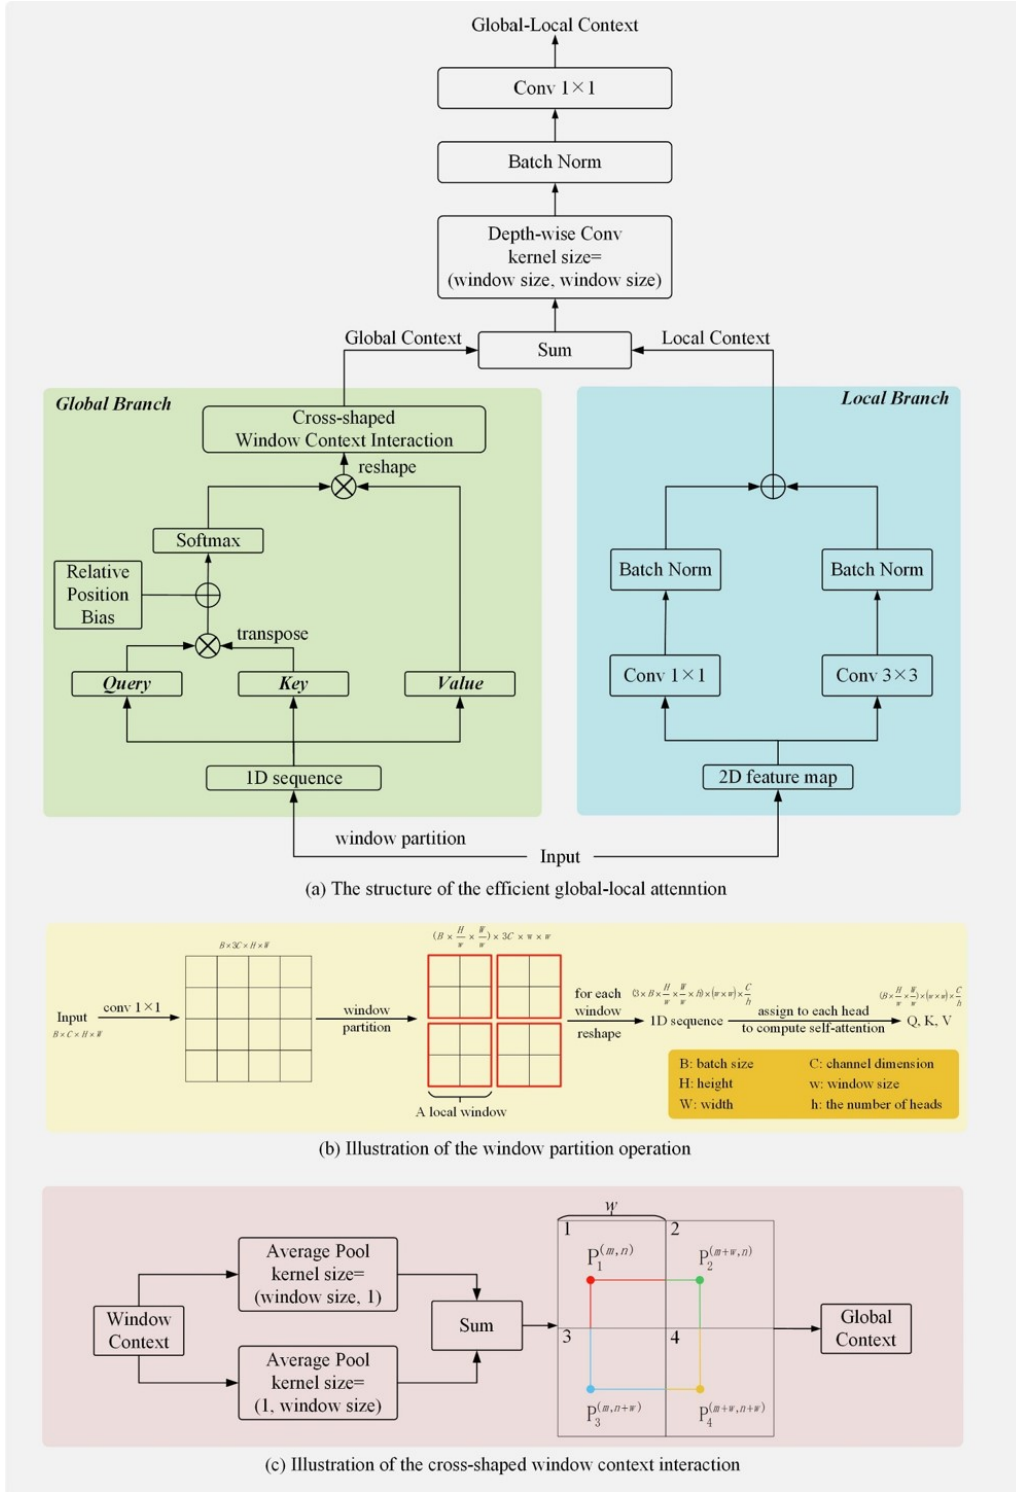 Global-Local Context
Conv 1×1
Batch Norm
Depth-wise Conv
kernel size=
(window size, window size)
Global Context
Sum
Local Context
Global Branch
Cross-shaped
Window Context Interaction
reshape
Softmax
Relative
Position
Bias
transpose
Query
Key
Value
1D sequence
Local Branch
Batch Norm
Batch Norm
Conv 1×1
Conv 3×3
2D feature map
window partition
Input
(a) The structure of the efficient global-local attenntion
Input
B×C×H×W
conv 1×1
B×3C×H×W
window
partition
(B × H/w × W/w) × 3C × w × w
A local window
for each
window
reshape
(3×B×H/w×W/w×h)×(w×w)×C/h
1D sequence
assign to each head
to compute self-attention
(B×H/w×W/w)×(w×w)×C/h
Q, K, V
B: batch size
C: channel dimension
H: height
w: window size
W: width
h: the number of heads
(b) Illustration of the window partition operation
Window
Context
Average Pool
kernel size=
(window size, 1)
Average Pool
kernel size=
(1, window size)
Sum
w
1
2
P₁^(m,n)
P₂^(m+w,n)
3
4
P₃^(m,n+w)
P₄^(m+w,n+w)
Global
Context
(c) Illustration of the cross-shaped window context interaction